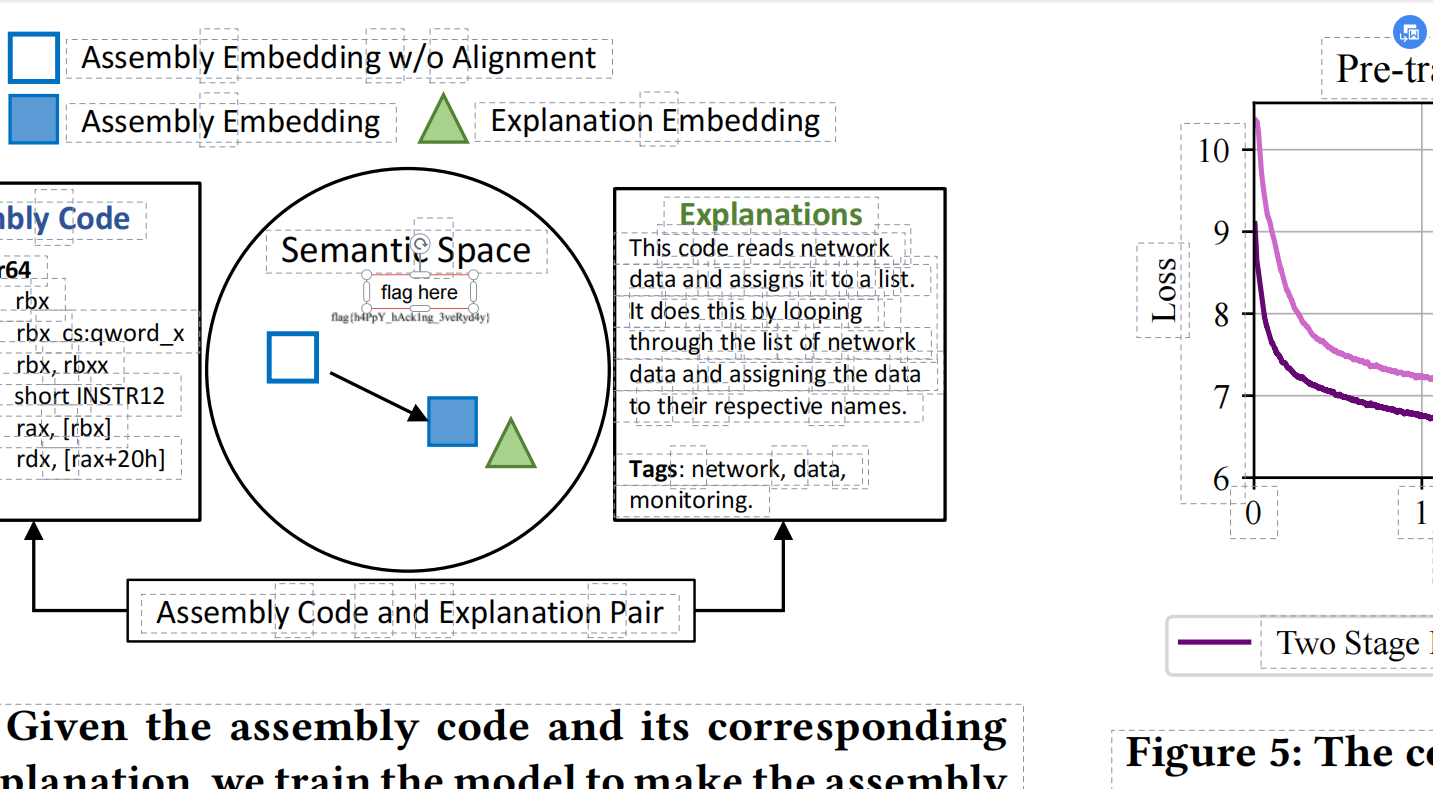 Assembly Embedding w/o Alignment
Assembly Embedding
Explanation Embedding
bly Code
r64
rbx
rbx cs:qword_x
rbx, rbxx
short INSTR12
rax, [rbx]
rdx, [rax+20h]
Semantic Space
flag here
flag{h4PpY_hAck1ng_3veRyd4y}
Explanations
This code reads network
data and assigns it to a list.
It does this by looping
through the list of network
data and assigning the data
to their respective names.
Tags: network, data,
monitoring.
Assembly Code and Explanation Pair
Given the assembly code and its corresponding
planation, we train the model to make the assembly
Pre-tr
Loss
10
9
8
7
6
0
1
Two Stage
Figure 5: The c